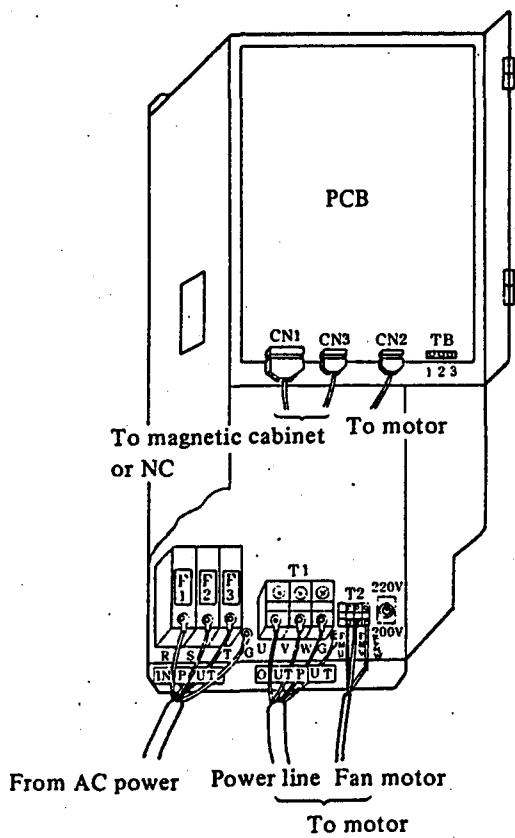 PCB
CN1 CN3 CN2 TB
1 2 3
To magnetic cabinet
or NC
To motor
F1 F2 F3
T1
T2
220V
200V
R S T G
U V W G
INPUT
OUTPUT
From AC power
Power line
Fan motor
To motor